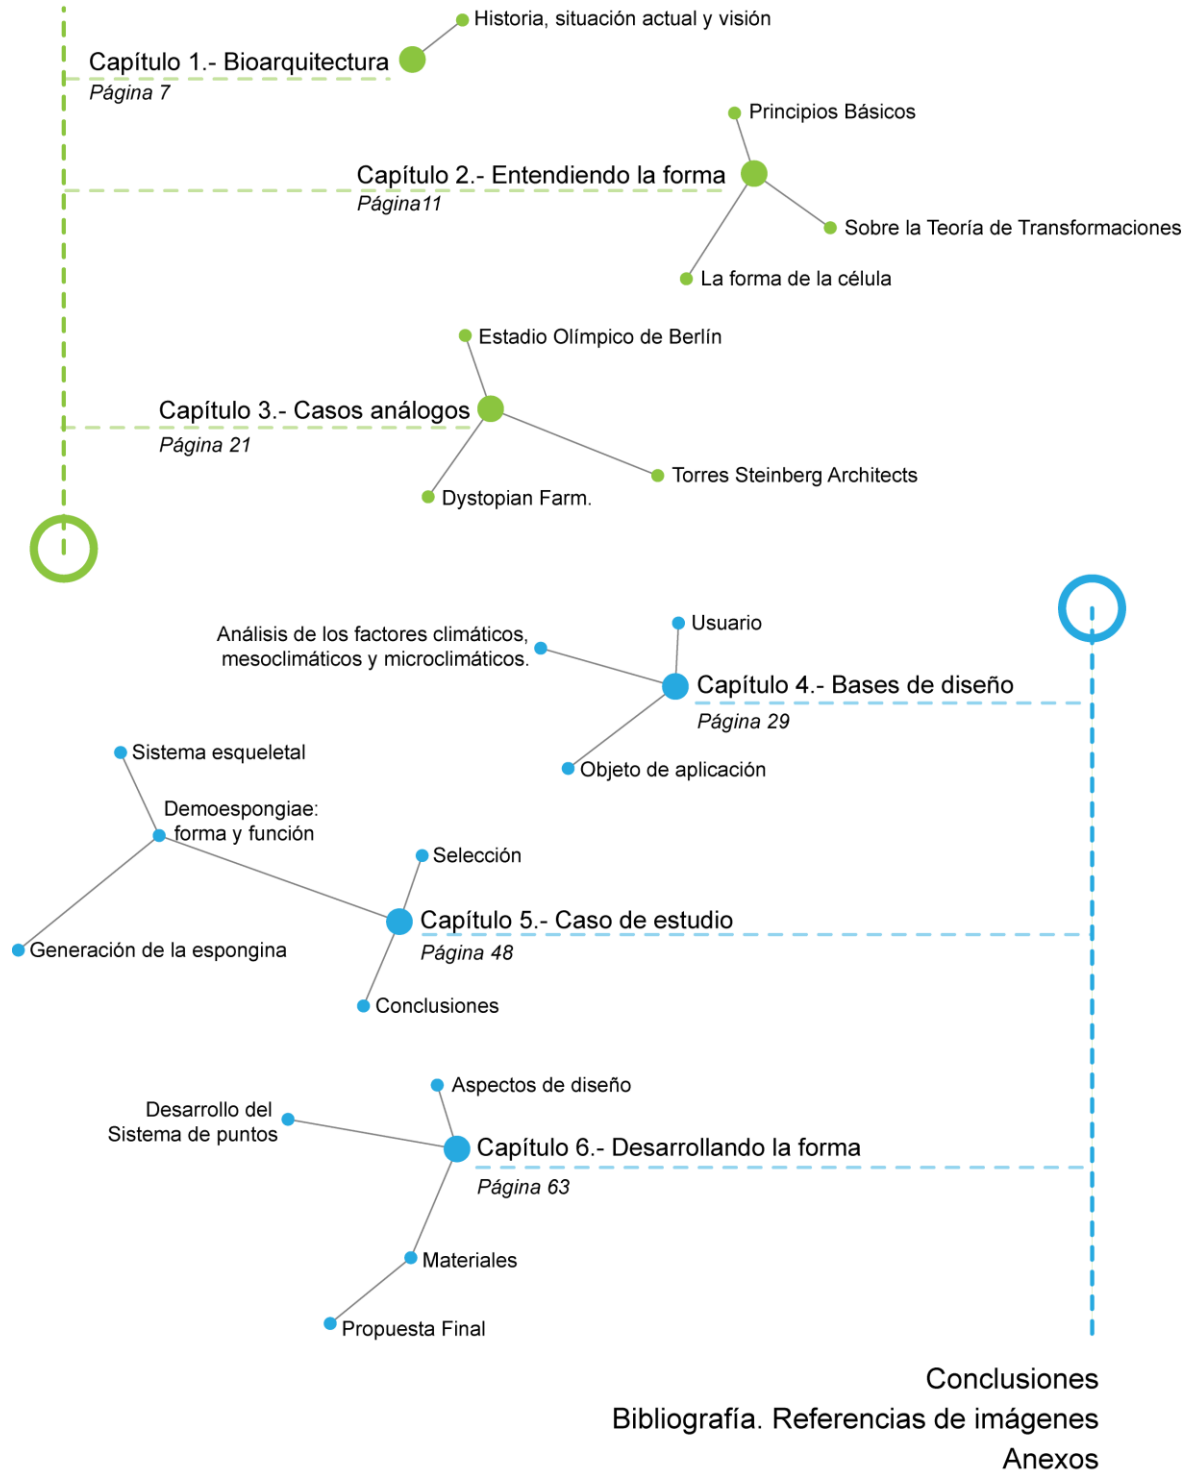 Historia, situación actual y visión
Capítulo 1.- Bioarquitectura
Página 7
Principios Básicos
Capítulo 2.- Entendiendo la forma
Página11
Sobre la Teoría de Transformaciones
La forma de la célula
Estadio Olímpico de Berlín
Capítulo 3.- Casos análogos
Página 21
Torres Steinberg Architects
Dystopian Farm.
Usuario
Análisis de los factores climáticos,
mesoclimáticos y microclimáticos.
Capítulo 4.- Bases de diseño
Página 29
Objeto de aplicación
Sistema esqueletal
Demoespongiae:
forma y función
Selección
Capítulo 5.- Caso de estudio
Página 48
Generación de la espongina
Conclusiones
Aspectos de diseño
Desarrollo del
Sistema de puntos
Capítulo 6.- Desarrollando la forma
Página 63
Materiales
Propuesta Final
Conclusiones
Bibliografía. Referencias de imágenes
Anexos